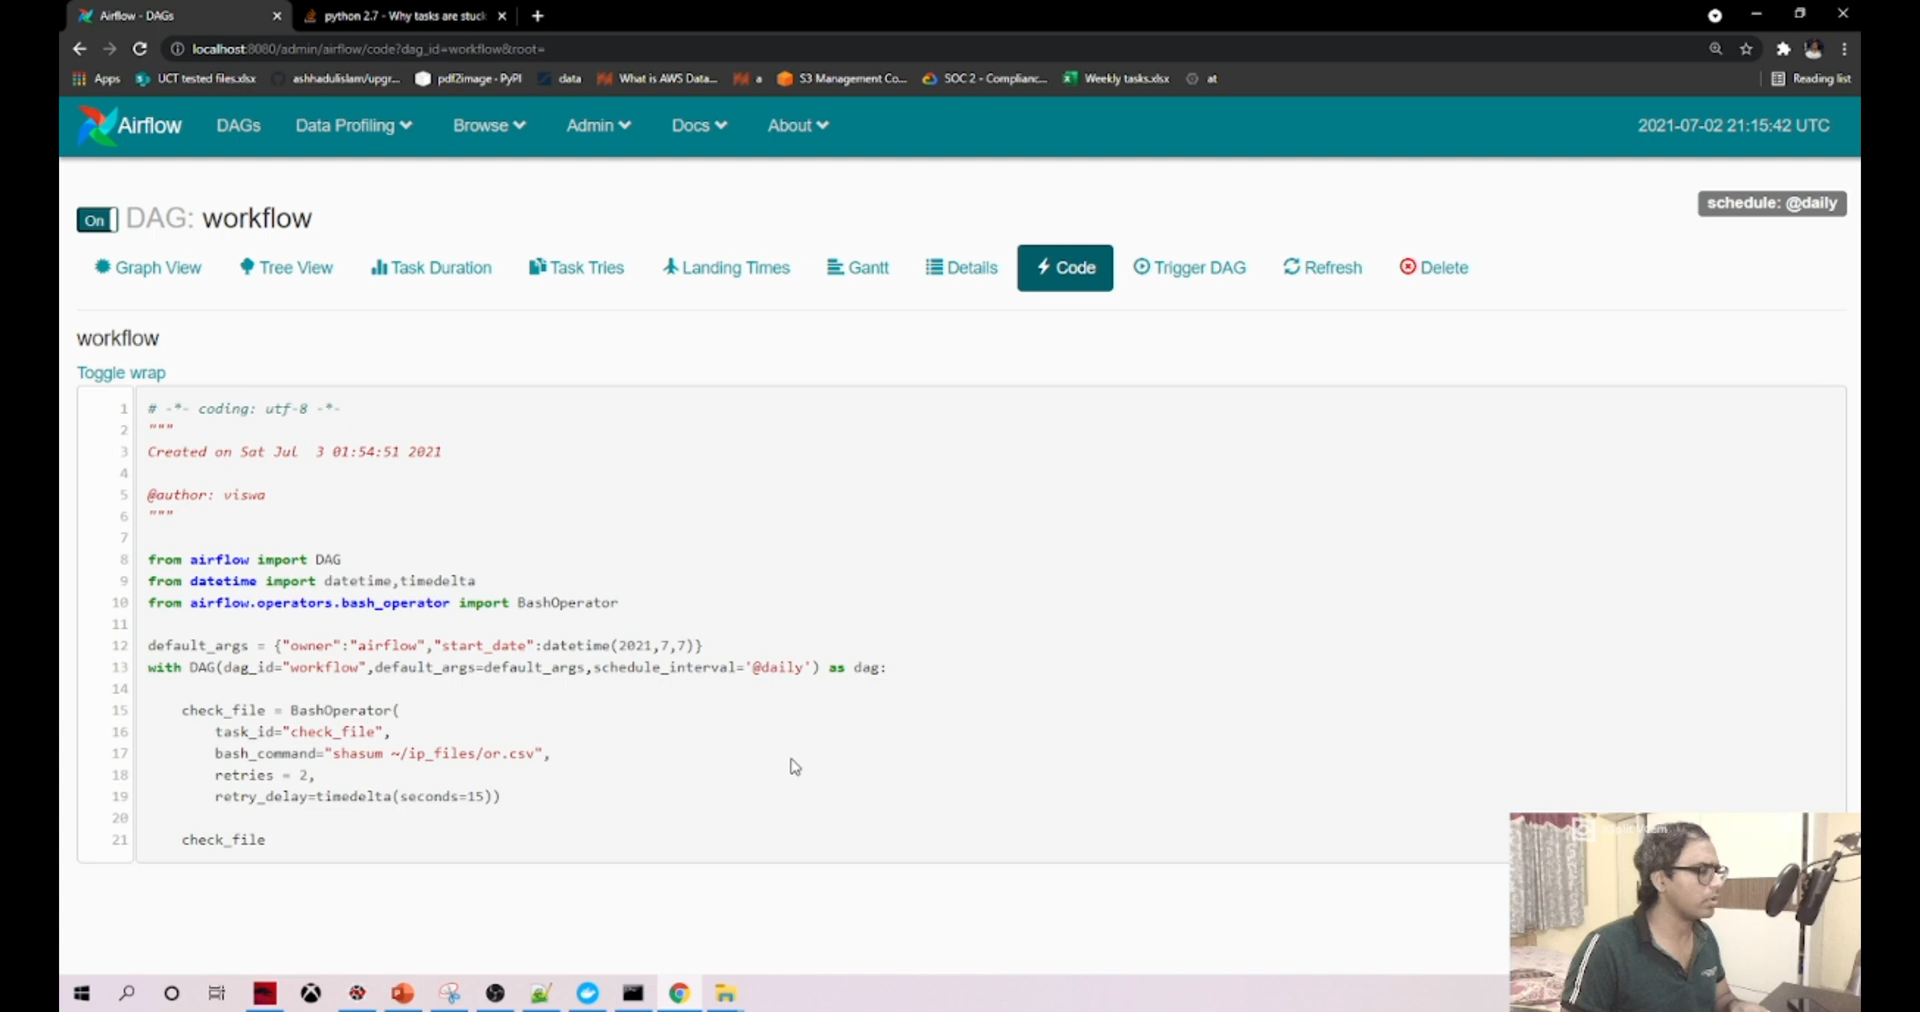 Airflow - DAGs
python 2.7 - Why tasks are stuck
localhost:8080/admin/airflow/code?dag_id=workflow&root=
Apps
UCT tested files.xlsx
ashhadulislam/upgr...
pdf2image · PyPI
data
What is AWS Data...
a
S3 Management Co...
SOC 2 - Complianc...
Weekly tasks.xlsx
at
Reading list
Airflow
DAGs
Data Profiling
Browse
Admin
Docs
About
2021-07-02 21:15:42 UTC
On
DAG: workflow
schedule: @daily
Graph View
Tree View
Task Duration
Task Tries
Landing Times
Gantt
Details
Code
Trigger DAG
Refresh
Delete
workflow
Toggle wrap
1 # -*- coding: utf-8 -*-
2 """
3 Created on Sat Jul  3 01:54:51 2021
4
5 @author: viswa
6 """
7
8 from airflow import DAG
9 from datetime import datetime,timedelta
10 from airflow.operators.bash_operator import BashOperator
11
12 default_args = {"owner":"airflow","start_date":datetime(2021,7,7)}
13 with DAG(dag_id="workflow",default_args=default_args,schedule_interval='@daily') as dag:
14
15     check_file = BashOperator(
16         task_id="check_file",
17         bash_command="shasum ~/ip_files/or.csv",
18         retries = 2,
19         retry_delay=timedelta(seconds=15))
20
21     check_file